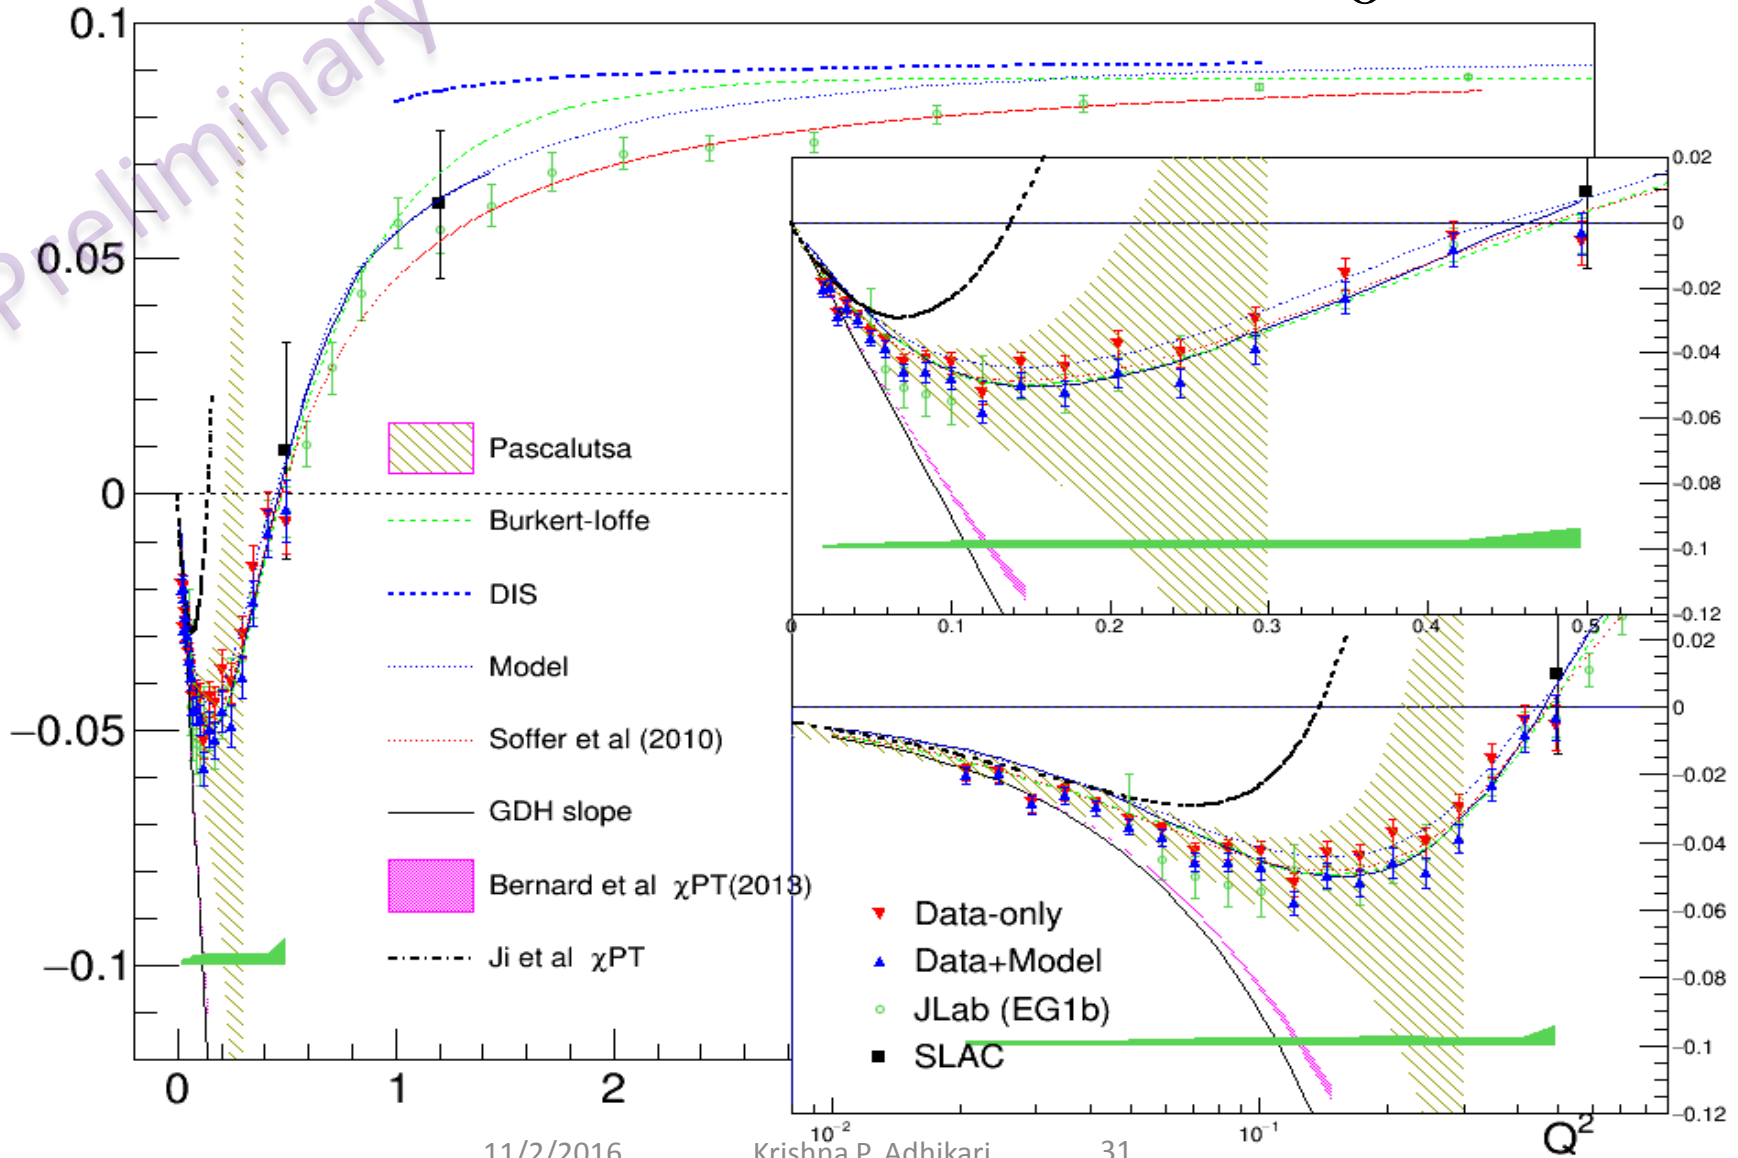 Preliminary
0.1
0.05
0
−0.05
−0.1
0 1 2
Pascalutsa
Burkert-Ioffe
DIS
Model
Soffer et al (2010)
GDH slope
Bernard et al χPT(2013)
Ji et al χPT
0.02
0
−0.02
−0.04
−0.06
−0.08
−0.1
−0.12
0 0.1 0.2 0.3 0.4 0.5
0.02
0
−0.02
−0.04
−0.06
−0.08
−0.1
−0.12
Data-only
Data+Model
JLab (EG1b)
SLAC
10⁻² 10⁻¹ Q²
11/2/2016 Krishna P. Adhikari 31